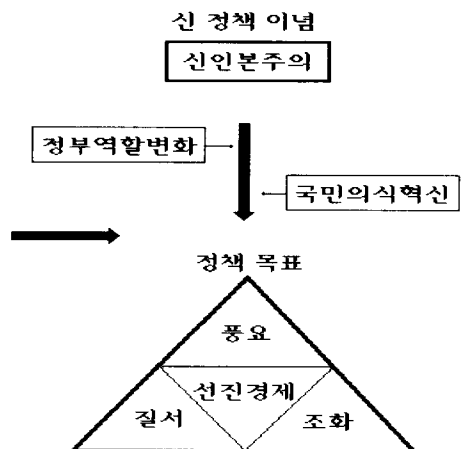 신 정책 이념
신인본주의
정부역할변화
국민의식혁신
정책 목표
풍요
선진경제
질서
조화